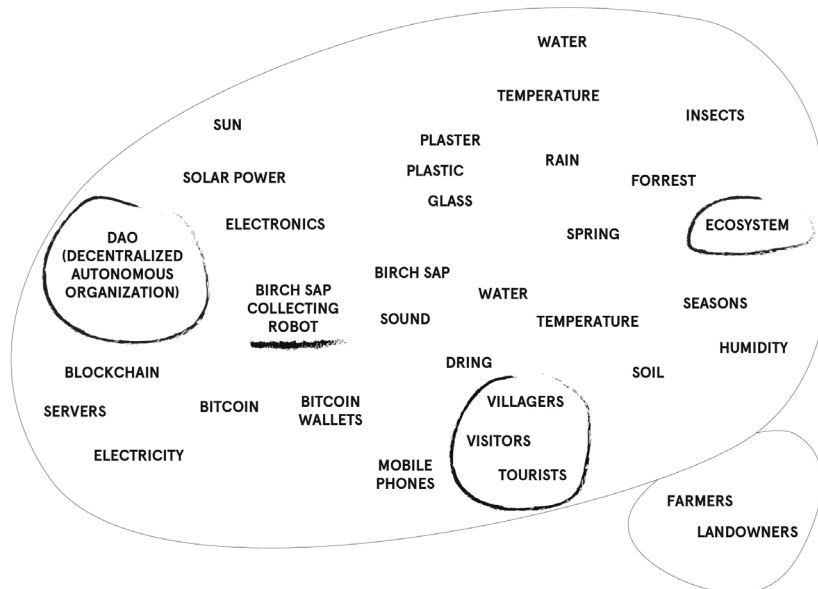 WATER
TEMPERATURE
INSECTS
SUN
PLASTER
PLASTIC
GLASS
RAIN
SOLAR POWER
FORREST
ELECTRONICS
ECOSYSTEM
SPRING
DAO
(DECENTRALIZED
AUTONOMOUS
ORGANIZATION)
BIRCH SAP
COLLECTING
ROBOT
BIRCH SAP
WATER
SOUND
TEMPERATURE
SEASONS
HUMIDITY
DRING
SOIL
BLOCKCHAIN
SERVERS
BITCOIN
BITCOIN
WALLETS
VILLAGERS
VISITORS
TOURISTS
ELECTRICITY
MOBILE
PHONES
FARMERS
LANDOWNERS